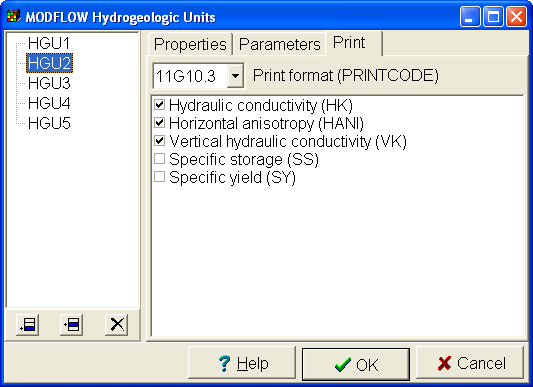 MODFLOW Hydrogeologic Units
HGU1
HGU2
HGU3
HGU4
HGU5
Properties Parameters Print
11G10.3 Print format (PRINTCODE)
Hydraulic conductivity (HK)
Horizontal anisotropy (HANI)
Vertical hydraulic conductivity (VK)
Specific storage (SS)
Specific yield (SY)
? Help OK Cancel